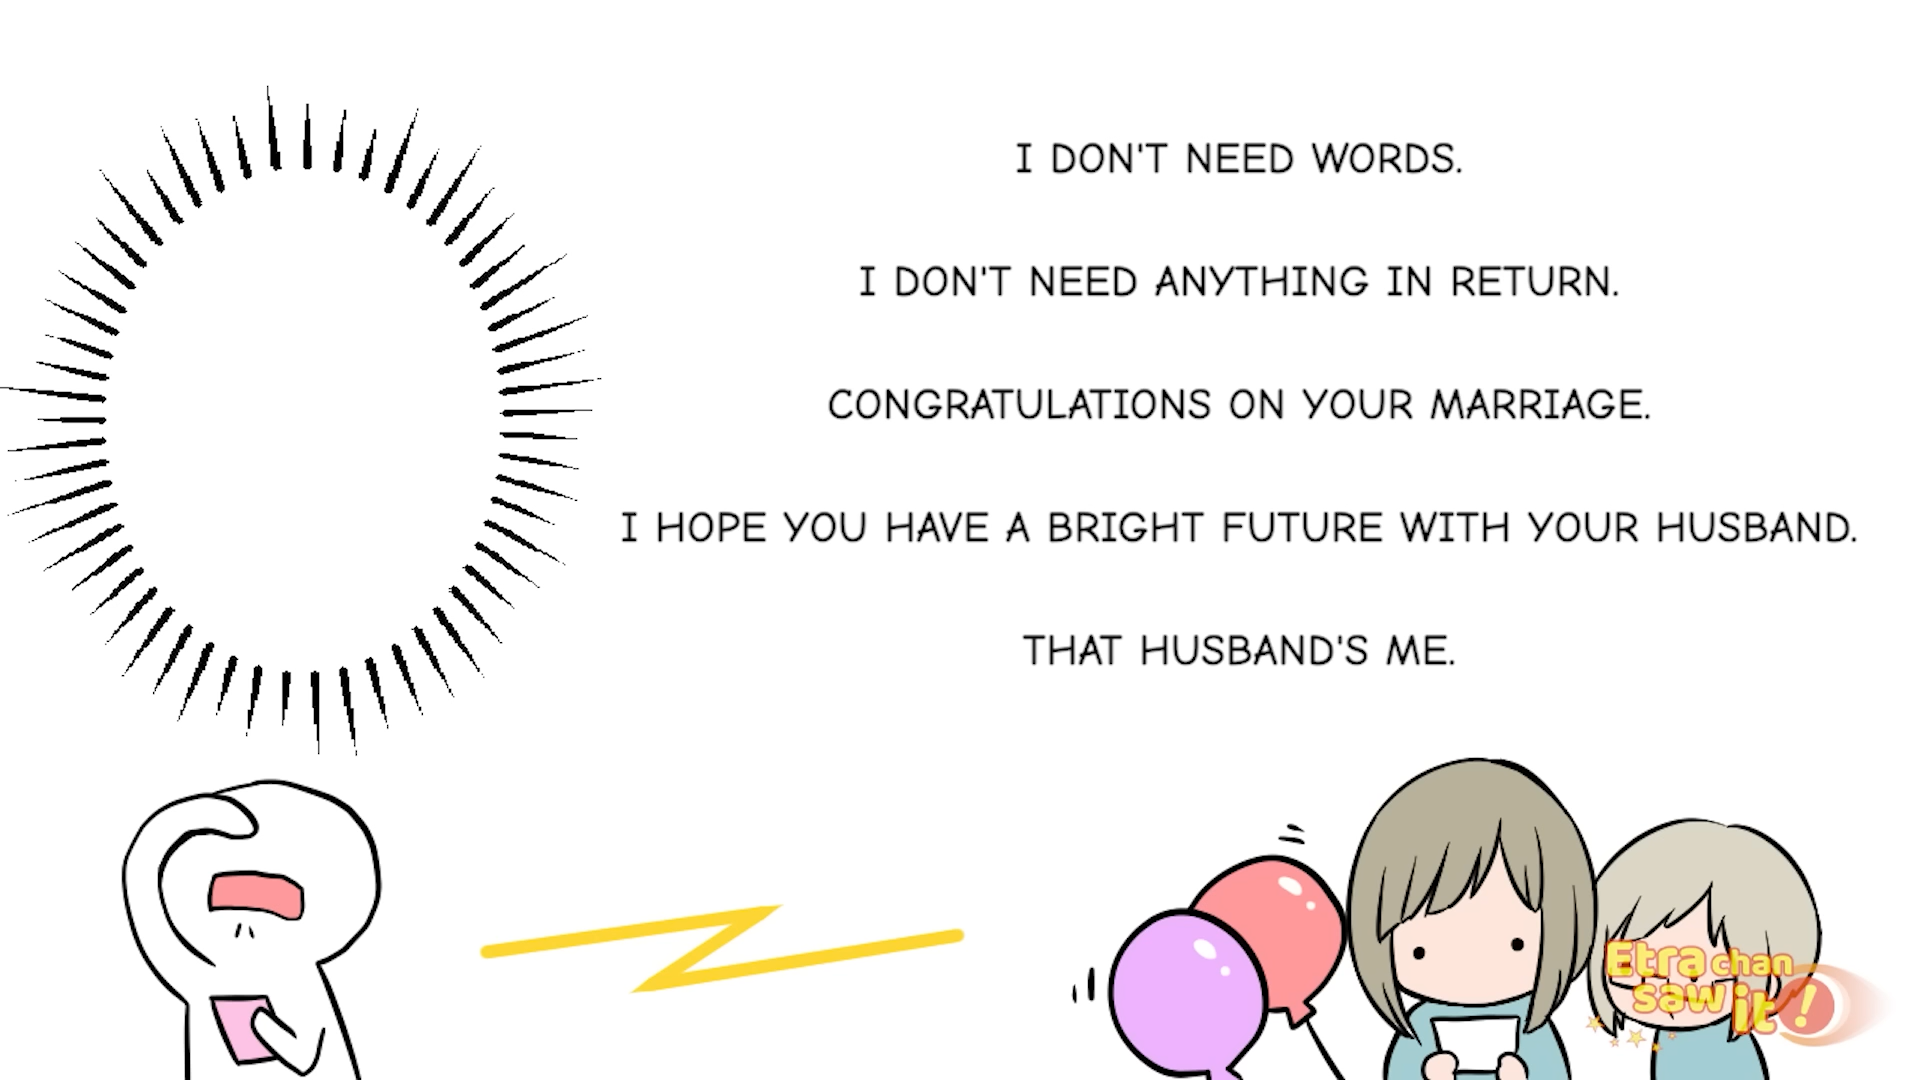 I DON'T NEED WORDS.
I DON'T NEED ANYTHING IN RETURN.
CONGRATULATIONS ON YOUR MARRIAGE.
I HOPE YOU HAVE A BRIGHT FUTURE WITH YOUR HUSBAND.
THAT HUSBAND'S ME.
Etra chan
saw it!